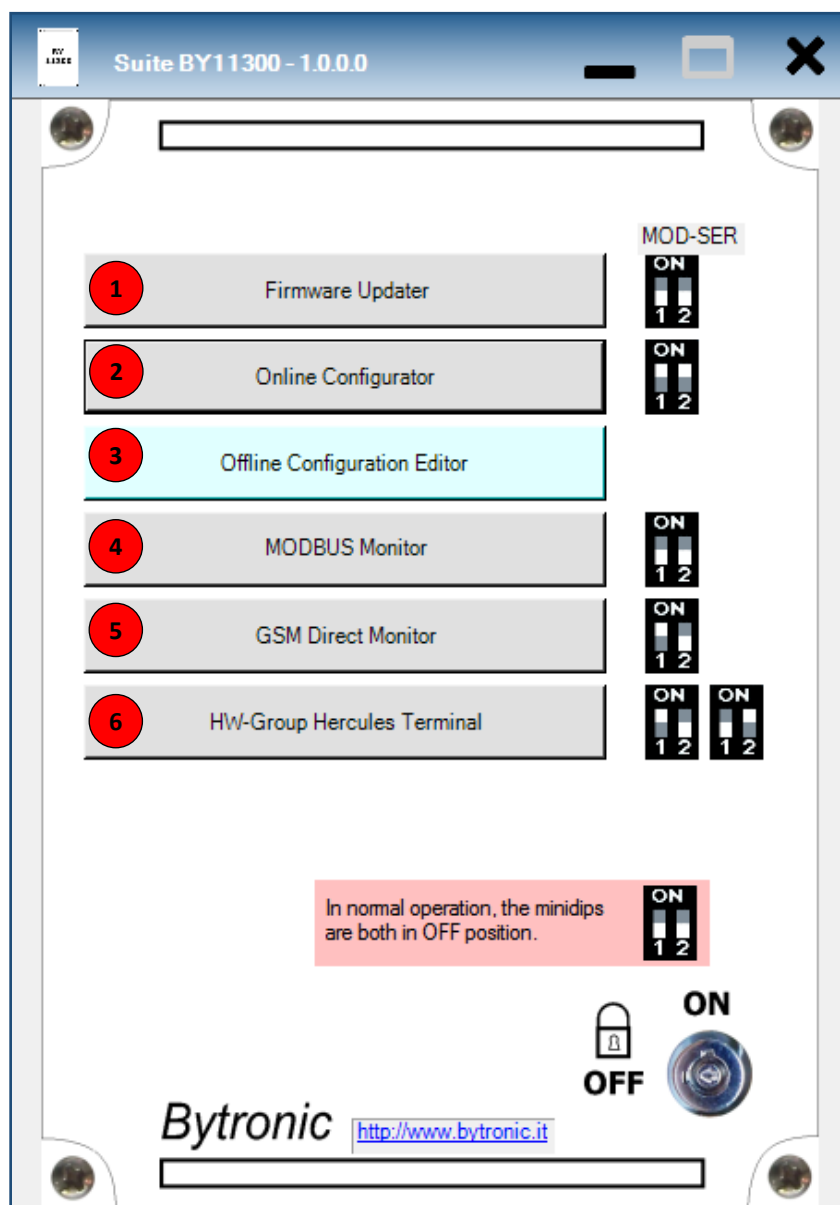 BY
11300
Suite BY11300 - 1.0.0.0
MOD-SER
1
Firmware Updater
ON
1 2
2
Online Configurator
ON
1 2
3
Offline Configuration Editor
4
MODBUS Monitor
ON
1 2
5
GSM Direct Monitor
ON
1 2
6
HW-Group Hercules Terminal
ON
1 2
ON
1 2
In normal operation, the minidips
are both in OFF position.
ON
1 2
ON
OFF
Bytronic
http://www.bytronic.it